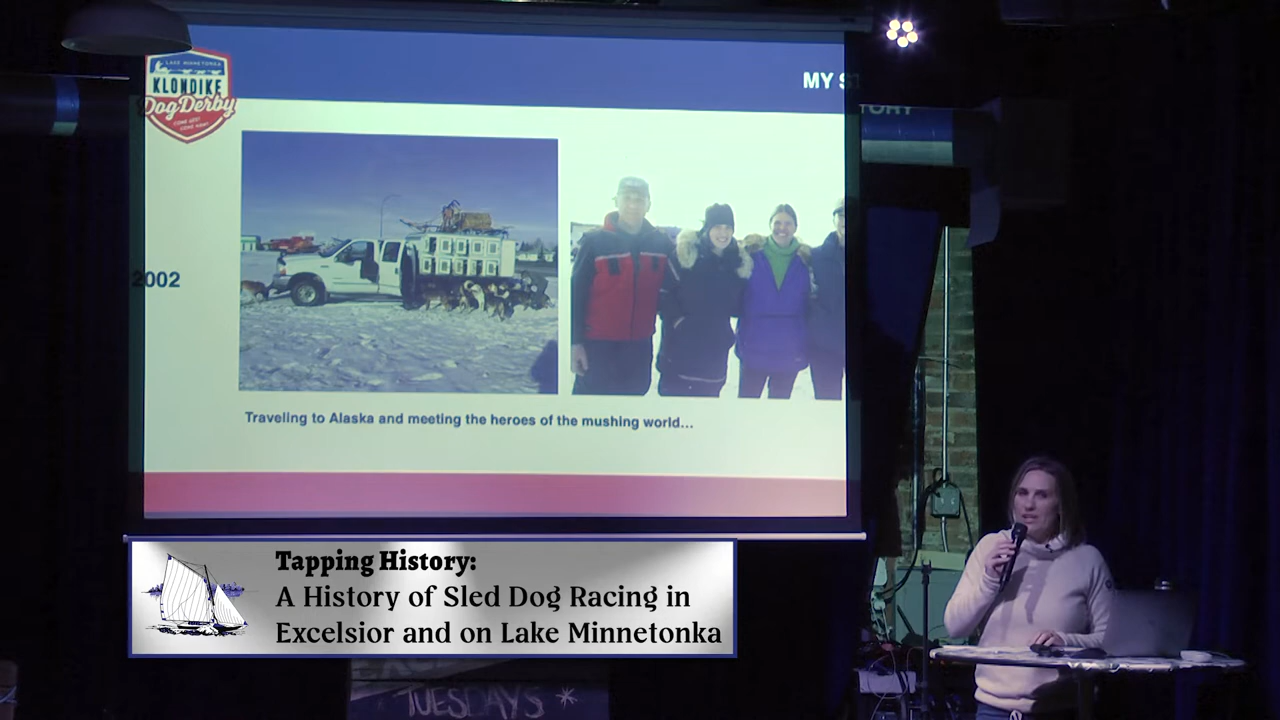 LAKE MINNETONKA
KLONDIKE
Dog Derby
MY S
TORY
2002
Traveling to Alaska and meeting the heroes of the mushing world...
Tapping History:
A History of Sled Dog Racing in
Excelsior and on Lake Minnetonka
TUESDAYS